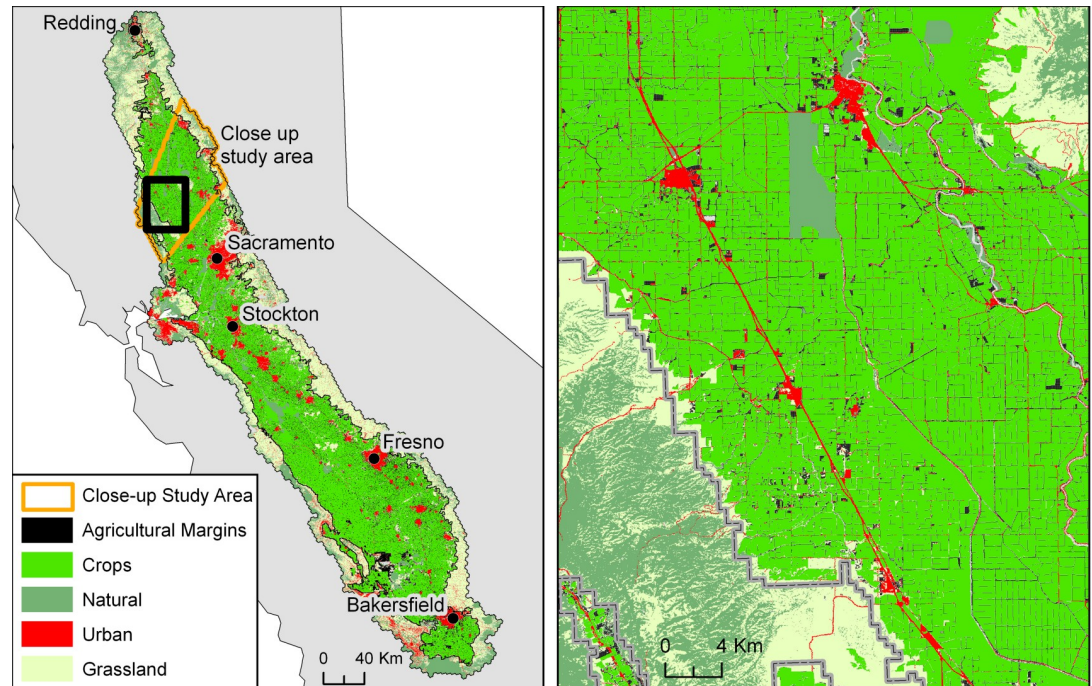 Redding
Close up
study area
Sacramento
Stockton
Fresno
Bakersfield
0 40 Km
Close-up Study Area
Agricultural Margins
Crops
Natural
Urban
Grassland
0 4 Km